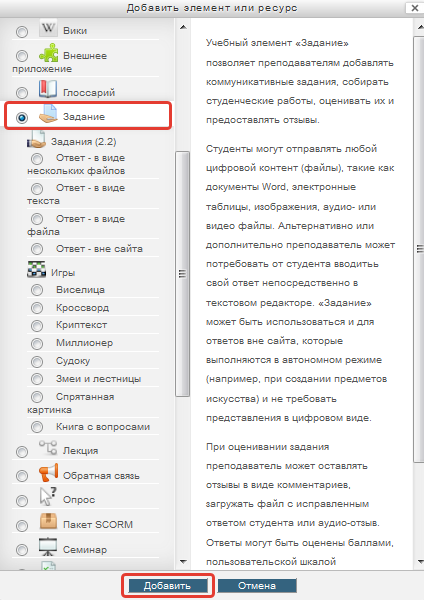 Добавить элемент или ресурс
Вики
Внешнее
приложение
Глоссарий
Задание
Задания (2.2)
Ответ - в виде
нескольких файлов
Ответ - в виде
текста
Ответ - в виде
файла
Ответ - вне сайта
Игры
Виселица
Кроссворд
Криптекст
Миллионер
Судоку
Змеи и лестницы
Спрятанная
картинка
Книга с вопросами
Лекция
Обратная связь
Опрос
Пакет SCORM
Семинар
Учебный элемент «Задание»
позволяет преподавателям добавлять
коммуникативные задания, собирать
студенческие работы, оценивать их и
предоставлять отзывы.
Студенты могут отправлять любой
цифровой контент (файлы), такие как
документы Word, электронные
таблицы, изображения, аудио- или
видео файлы. Альтернативно или
дополнительно преподаватель может
потребовать от студента вводитьь
свой ответ непосредственно в
текстовом редакторе. «Задание»
может быть использоваться и для
ответов вне сайта, которые
выполняются в автономном режиме
(например, при создании предметов
искусства) и не требовать
представления в цифровом виде.
При оценивании задания
преподаватель может оставлять
отзывы в виде комментариев,
загружать файл с исправленным
ответом студента или аудио-отзыв.
Ответы могут быть оценены баллами,
пользовательской шкалой
Добавить
Отмена